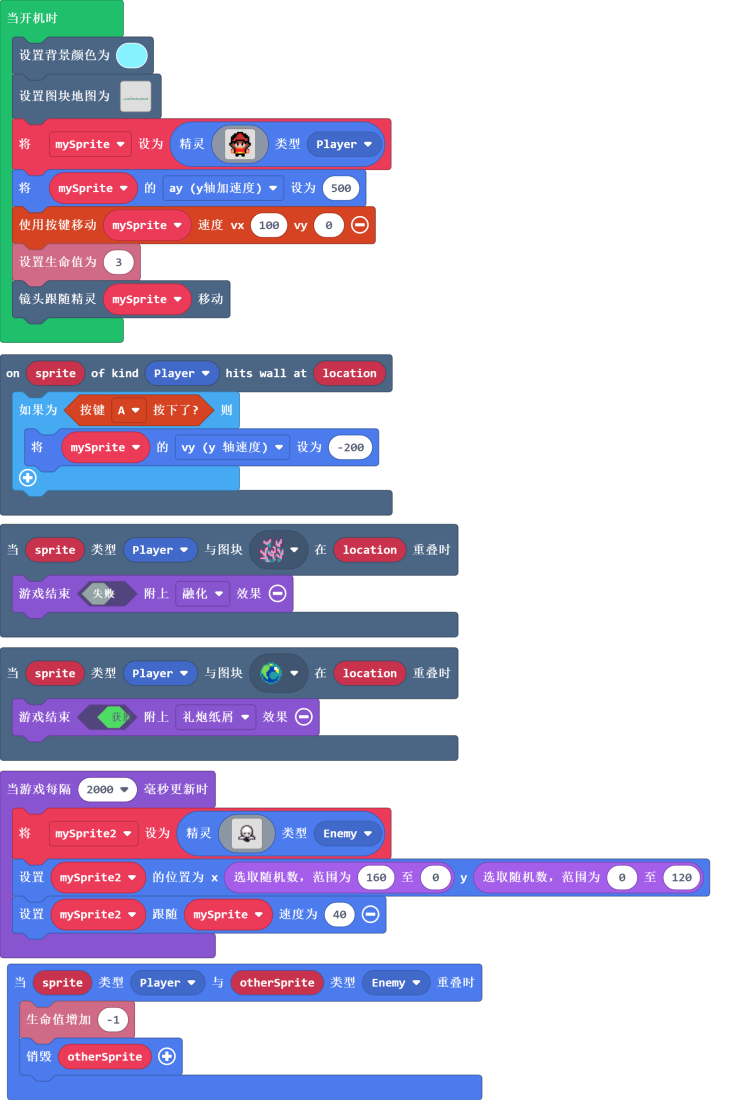 当开机时
设置背景颜色为
设置图块地图为
将 mySprite 设为 精灵 类型 Player
将 mySprite 的 ay (y轴加速度) 设为 500
使用按键移动 mySprite 速度 vx 100 vy 0
设置生命值为 3
镜头跟随精灵 mySprite 移动
on sprite of kind Player hits wall at location
如果为 按键 A 按下了? 则
将 mySprite 的 vy (y 轴速度) 设为 -200
当 sprite 类型 Player 与图块 在 location 重叠时
游戏结束 失败 附上 融化 效果
当 sprite 类型 Player 与图块 在 location 重叠时
游戏结束 获 附上 礼炮纸屑 效果
当游戏每隔 2000 毫秒更新时
将 mySprite2 设为 精灵 类型 Enemy
设置 mySprite2 的位置为 x 选取随机数，范围为 160 至 0 y 选取随机数，范围为 0 至 120
设置 mySprite2 跟随 mySprite 速度为 40
当 sprite 类型 Player 与 otherSprite 类型 Enemy 重叠时
生命值增加 -1
销毁 otherSprite